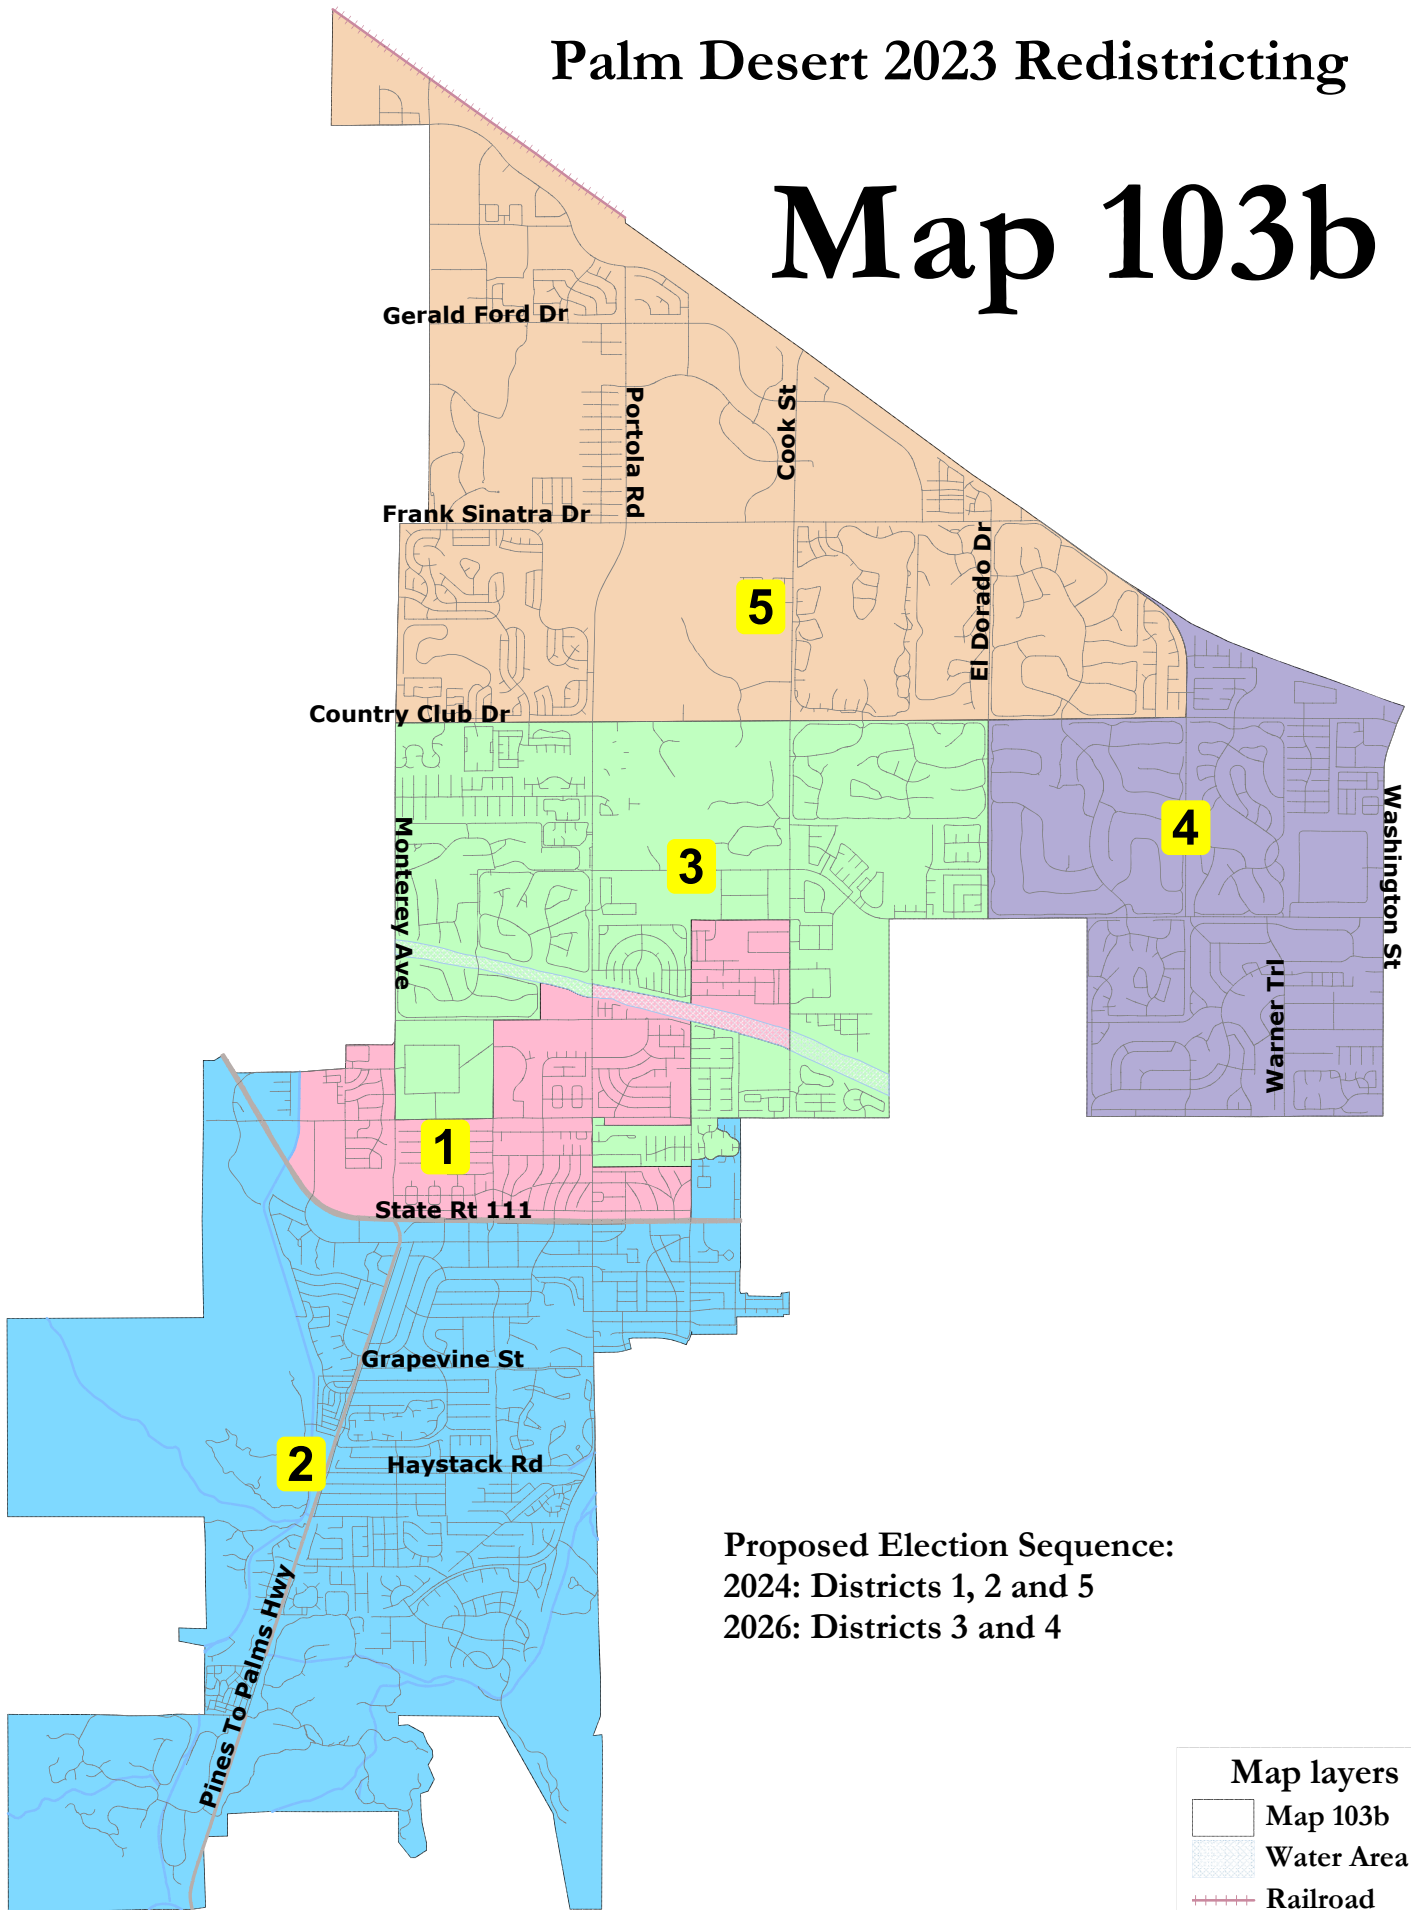 Palm Desert 2023 Redistricting
Map 103b
Gerald Ford Dr
Portola Rd
Cook St
Frank Sinatra Dr
El Dorado Dr
5
Country Club Dr
Monterey Ave
3
4
Washington St
Warner Trl
1
State Rt 111
Grapevine St
2
Haystack Rd
Pines To Palms Hwy
Proposed Election Sequence:
2024: Districts 1, 2 and 5
2026: Districts 3 and 4
Map layers
Map 103b
Water Area
Railroad